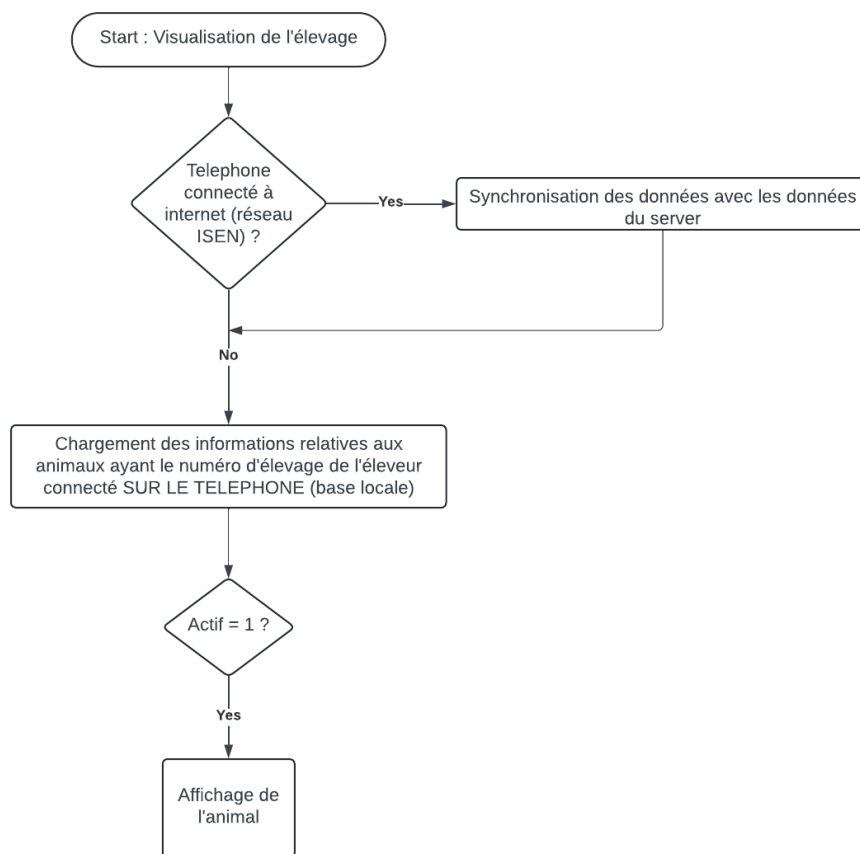 Start : Visualisation de l'élevage
Telephone
connecté à
internet (réseau
ISEN) ?
Yes
Synchronisation des données avec les données
du server
No
Chargement des informations relatives aux
animaux ayant le numéro d'élevage de l'éleveur
connecté SUR LE TELEPHONE (base locale)
Actif = 1 ?
Yes
Affichage de
l'animal